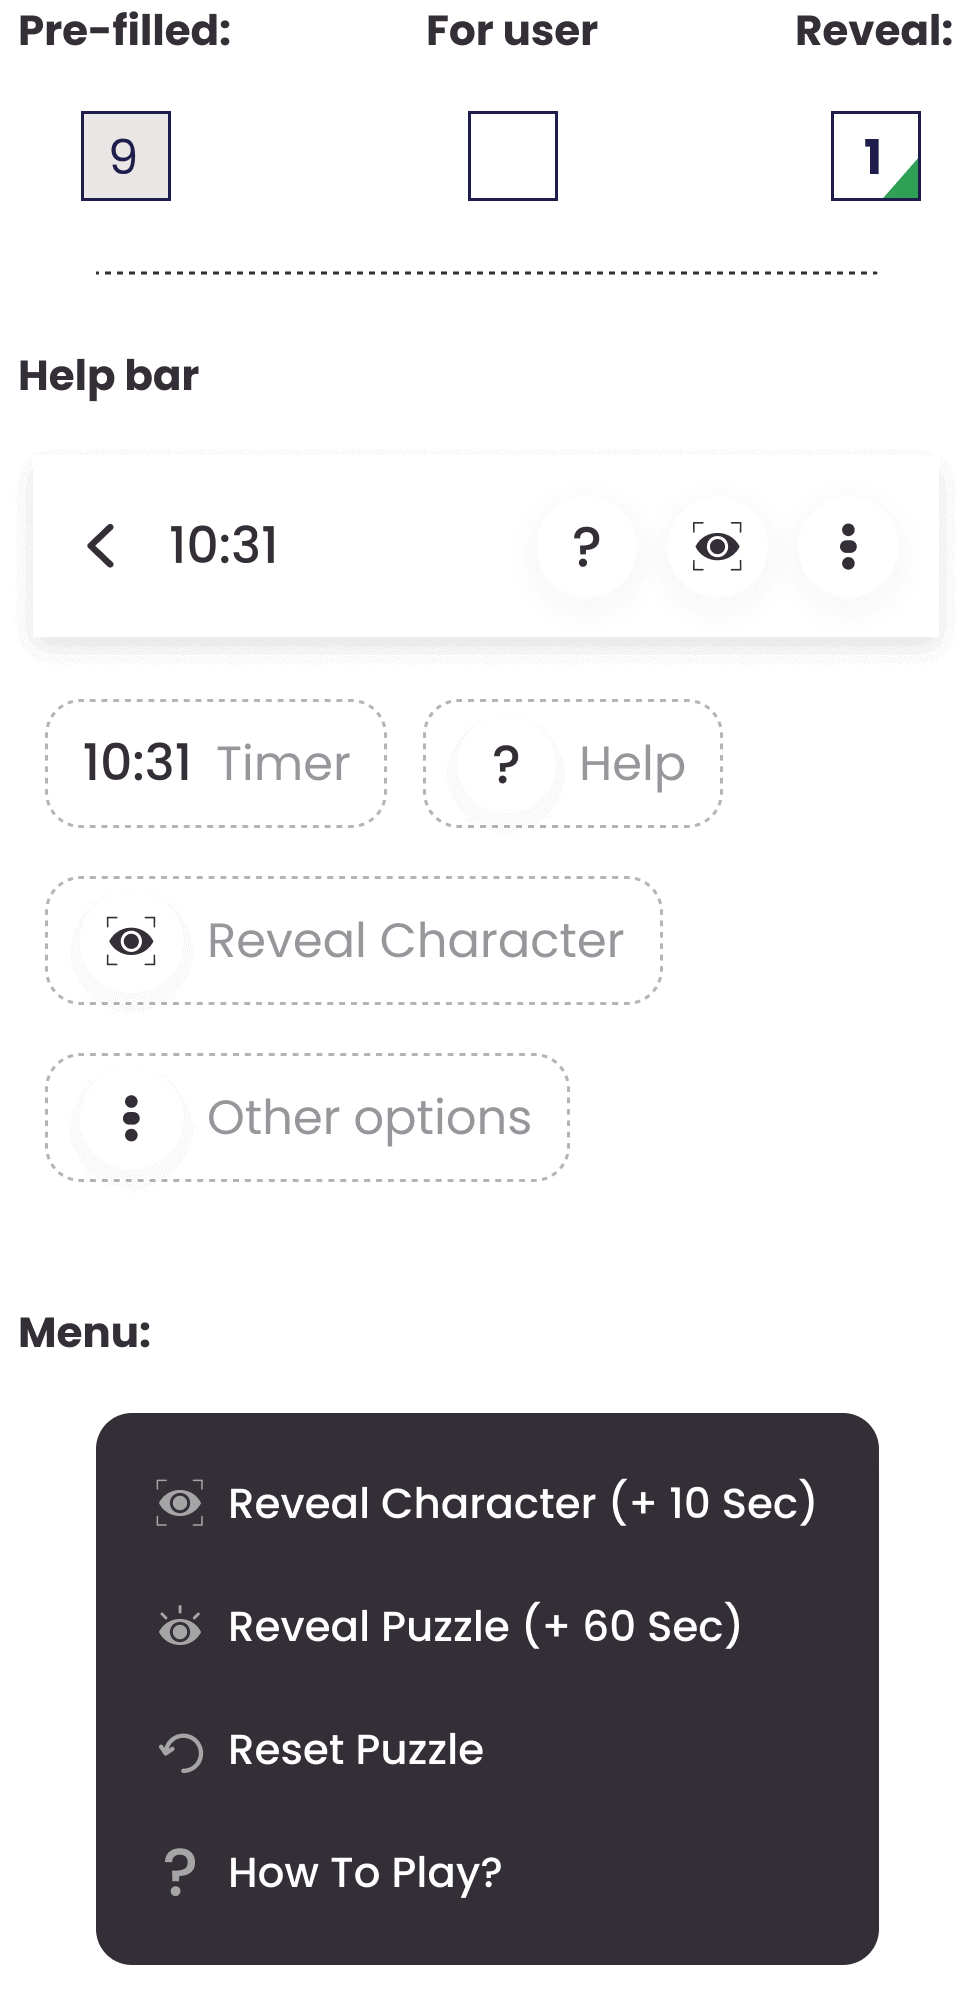 Pre-filled: For user Reveal:
9 1
Help bar
10:31 ?
10:31 Timer ? Help
Reveal Character
Other options
Menu:
Reveal Character (+ 10 Sec)
Reveal Puzzle (+ 60 Sec)
Reset Puzzle
? How To Play?